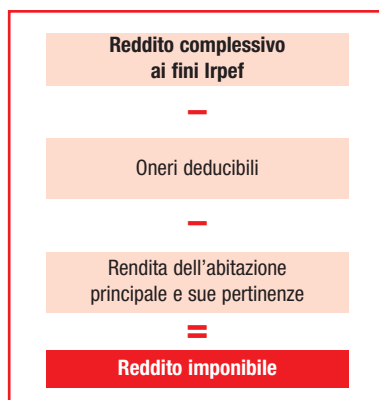 Reddito complessivo
ai fini Irpef
–
Oneri deducibili
–
Rendita dell'abitazione
principale e sue pertinenze
=
Reddito imponibile